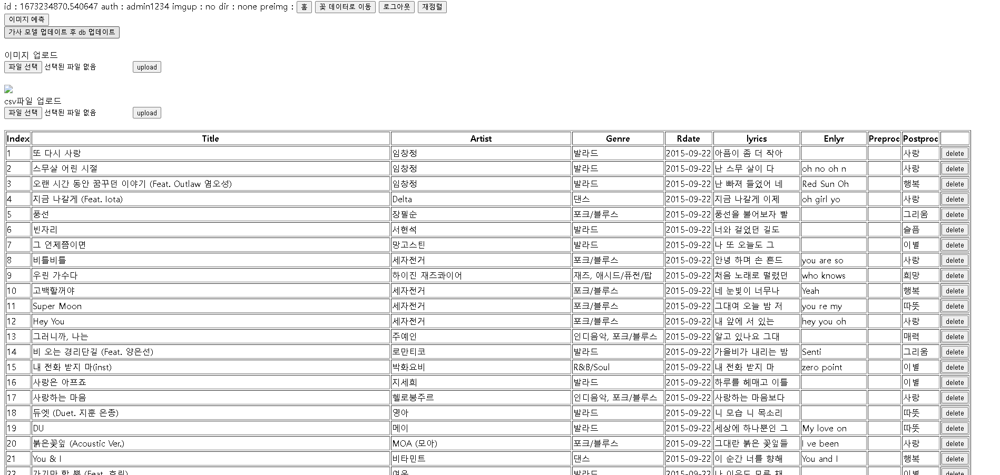 id : 1673234870.540647 auth : admin1234 imgup : no dir : none preimg : 홈 꽃 데이터로 이동 로그아웃 재정렬
이미지 예측
가사 모델 업데이트 후 db 업데이트
이미지 업로드
파일 선택 선택된 파일 없음 upload
csv파일 업로드
파일 선택 선택된 파일 없음 upload
Index Title Artist Genre Rdate lyrics Enlyr Preproc Postproc
1 또 다시 사랑 임창정 발라드 2015-09-22 아픔이 좀 더 작아 사랑 delete
2 스무살 어린 시절 임창정 발라드 2015-09-22 난 스무 살이 다 oh no oh n 사랑 delete
3 오랜 시간 동안 꿈꾸던 이야기 (Feat. Outlaw 염오성) 임창정 발라드 2015-09-22 난 빠져 들었어 네 Red Sun Oh 행복 delete
4 지금 나갈게 (Feat. Iota) Delta 댄스 2015-09-22 지금 나갈게 이제 oh girl yo 사랑 delete
5 풍선 장필순 포크/블루스 2015-09-22 풍선을 불어보자 빨 그리움 delete
6 빈자리 서현석 발라드 2015-09-22 너와 걸었던 길도 슬픔 delete
7 그 언제쯤이면 망고스틴 발라드 2015-09-22 나 또 오늘도 그 이별 delete
8 비틀비틀 세자전거 포크/블루스 2015-09-22 안녕 하며 손 흔드 you are so 사랑 delete
9 우린 가수다 하이진 재즈콰이어 재즈, 애시드/퓨전/팝 2015-09-22 처음 노래로 떨렸던 who knows 희망 delete
10 고백할꺼야 세자전거 포크/블루스 2015-09-22 네 눈빛이 너무나 Yeah 행복 delete
11 Super Moon 세자전거 포크/블루스 2015-09-22 그대여 오늘 밤 저 you re my 따뜻 delete
12 Hey You 세자전거 포크/블루스 2015-09-22 내 앞에 서 있는 hey you oh 사랑 delete
13 그러니까, 나는 주예인 인디음악, 포크/블루스 2015-09-22 알고 있나요 그대 매력 delete
14 비 오는 경리단길 (Feat. 양은선) 로만티코 발라드 2015-09-22 가을비가 내리는 밤 Senti 그리움 delete
15 내 전화 받지 마(inst) 박화요비 R&B/Soul 2015-09-22 내 전화 받지 마 zero point 이별 delete
16 사랑은 아프죠 지세희 발라드 2015-09-22 하루를 헤매고 이틀 이별 delete
17 사랑하는 마음 헬로봉주르 인디음악, 포크/블루스 2015-09-22 사랑하는 마음보다 사랑 delete
18 듀엣 (Duet. 지훈 은종) 영아 발라드 2015-09-22 니 모습 니 목소리 따뜻 delete
19 DU 메이 발라드 2015-09-22 세상에 하나뿐인 그 My love on 따뜻 delete
20 붉은꽃잎 (Acoustic Ver.) MOA (모아) 포크/블루스 2015-09-22 그대란 붉은 꽃잎들 I ve been 사랑 delete
21 You & I 비타민트 댄스 2015-09-22 이 순간 너를 향해 You and I 행복 delete
22 발라드 2015-09-22 이별 delete